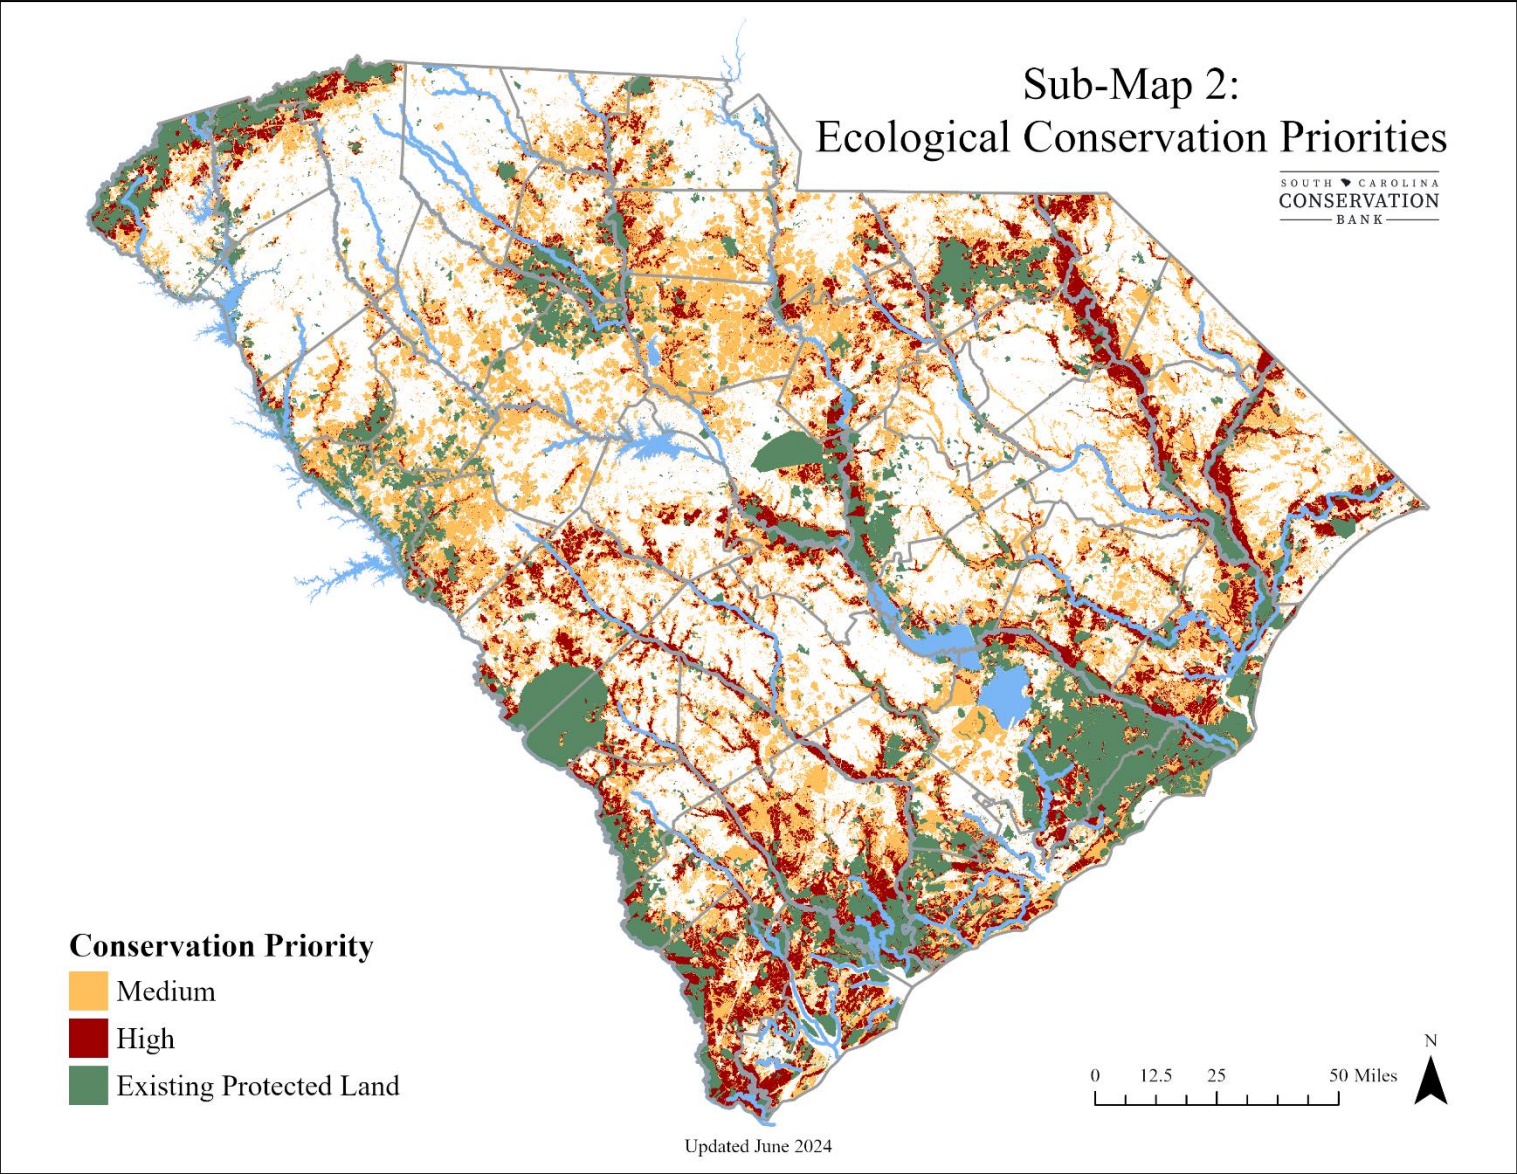 Sub-Map 2:
Ecological Conservation Priorities
SOUTH CAROLINA
CONSERVATION
BANK
Conservation Priority
Medium
High
Existing Protected Land
N
0 12.5 25 50 Miles
Updated June 2024